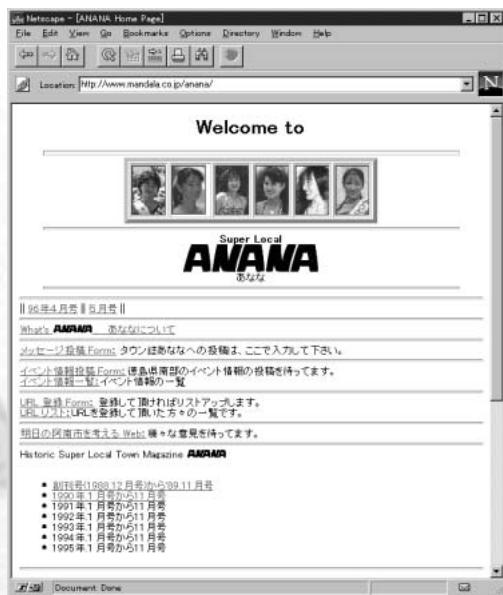 Netscape - [ANANA Home Page]
File Edit View Go Bookmarks Options Directory Window Help
Location: http://www.mandala.co.jp/anana/
N
Welcome to
Super Local
ANANA
あなな
|| 96年4月号 || 5月号 ||
What's ANANA あななについて
メッセージ投稿 Form: タウン誌あななへの投稿は、ここで入力して下さい。
イベント情報投稿 Form: 徳島県南部のイベント情報の投稿を待ってます。
イベント情報一覧: イベント情報の一覧
URL 登録 Form: 登録して頂ければリストアップします。
URL リスト: URLを登録して頂いた方々の一覧です。
明日の阿南市を考える Web: 様々な意見を待ってます。
Historic Super Local Town Magazine ANANA
創刊号(1988.12月号)から'89.11月号
1990年.1月号から11月号
1991年.1月号から11月号
1992年.1月号から11月号
1993年.1月号から11月号
1994年.1月号から11月号
1995年.1月号から11月号
Document: Done